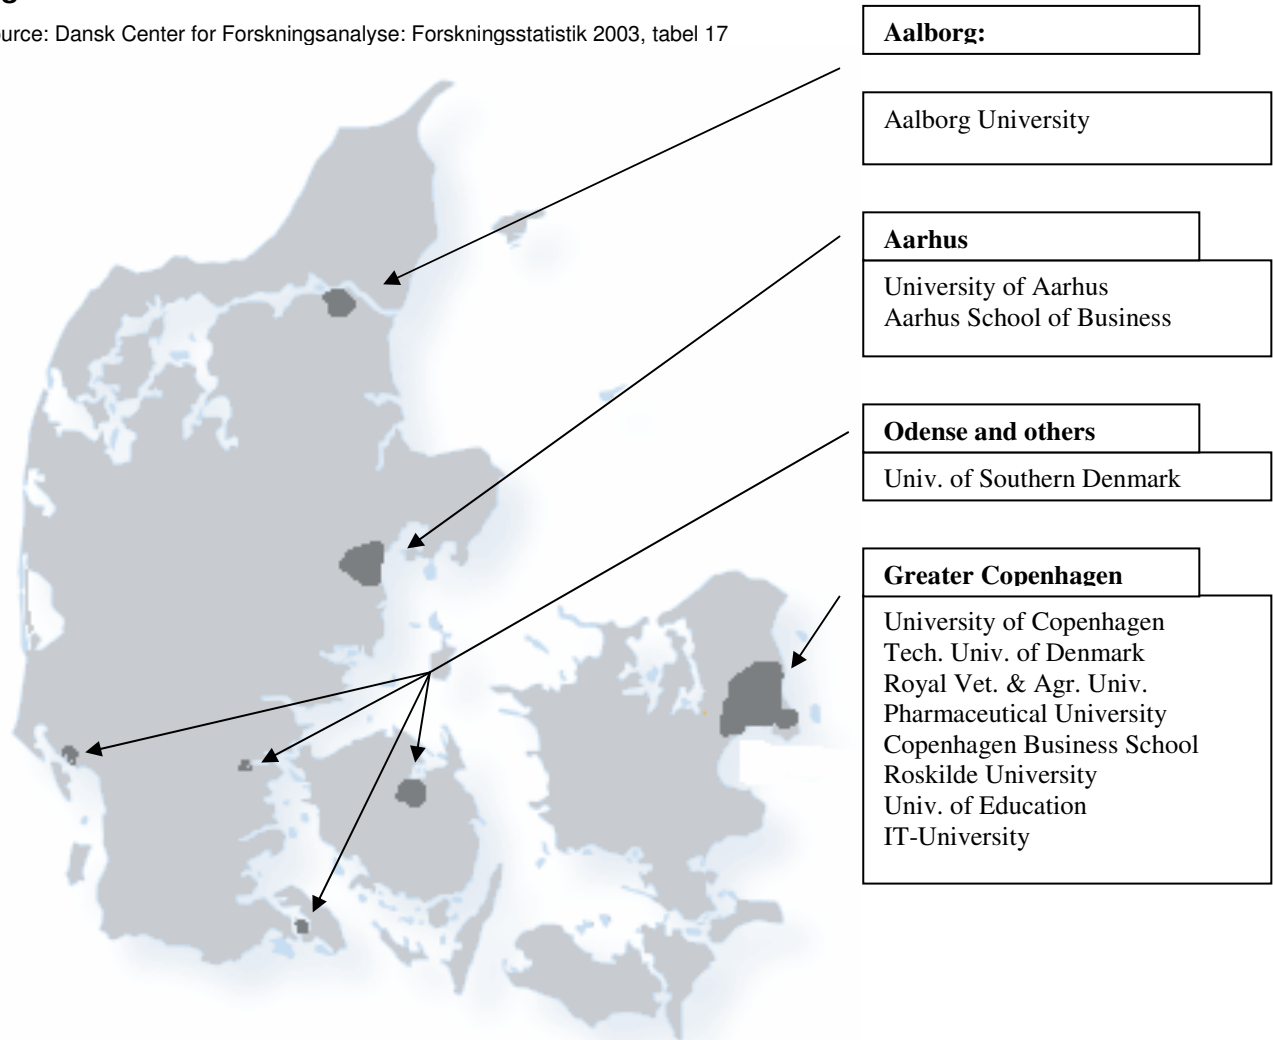 Source: Dansk Center for Forskningsanalyse: Forskningsstatistik 2003, tabel 17
Aalborg:
Aalborg University
Aarhus
University of Aarhus
Aarhus School of Business
Odense and others
Univ. of Southern Denmark
Greater Copenhagen
University of Copenhagen
Tech. Univ. of Denmark
Royal Vet. & Agr. Univ.
Pharmaceutical University
Copenhagen Business School
Roskilde University
Univ. of Education
IT-University